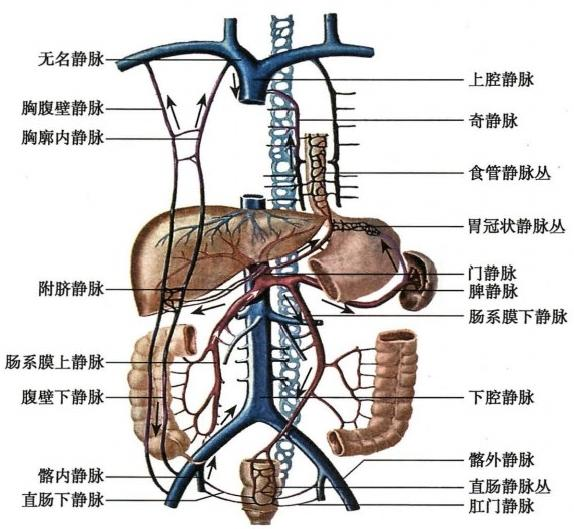 无名静脉
胸腹壁静脉
胸廓内静脉
附脐静脉
肠系膜上静脉
腹壁下静脉
髂内静脉
直肠下静脉
上腔静脉
奇静脉
食管静脉丛
胃冠状静脉丛
门静脉
脾静脉
肠系膜下静脉
下腔静脉
髂外静脉
直肠静脉丛
肛门静脉